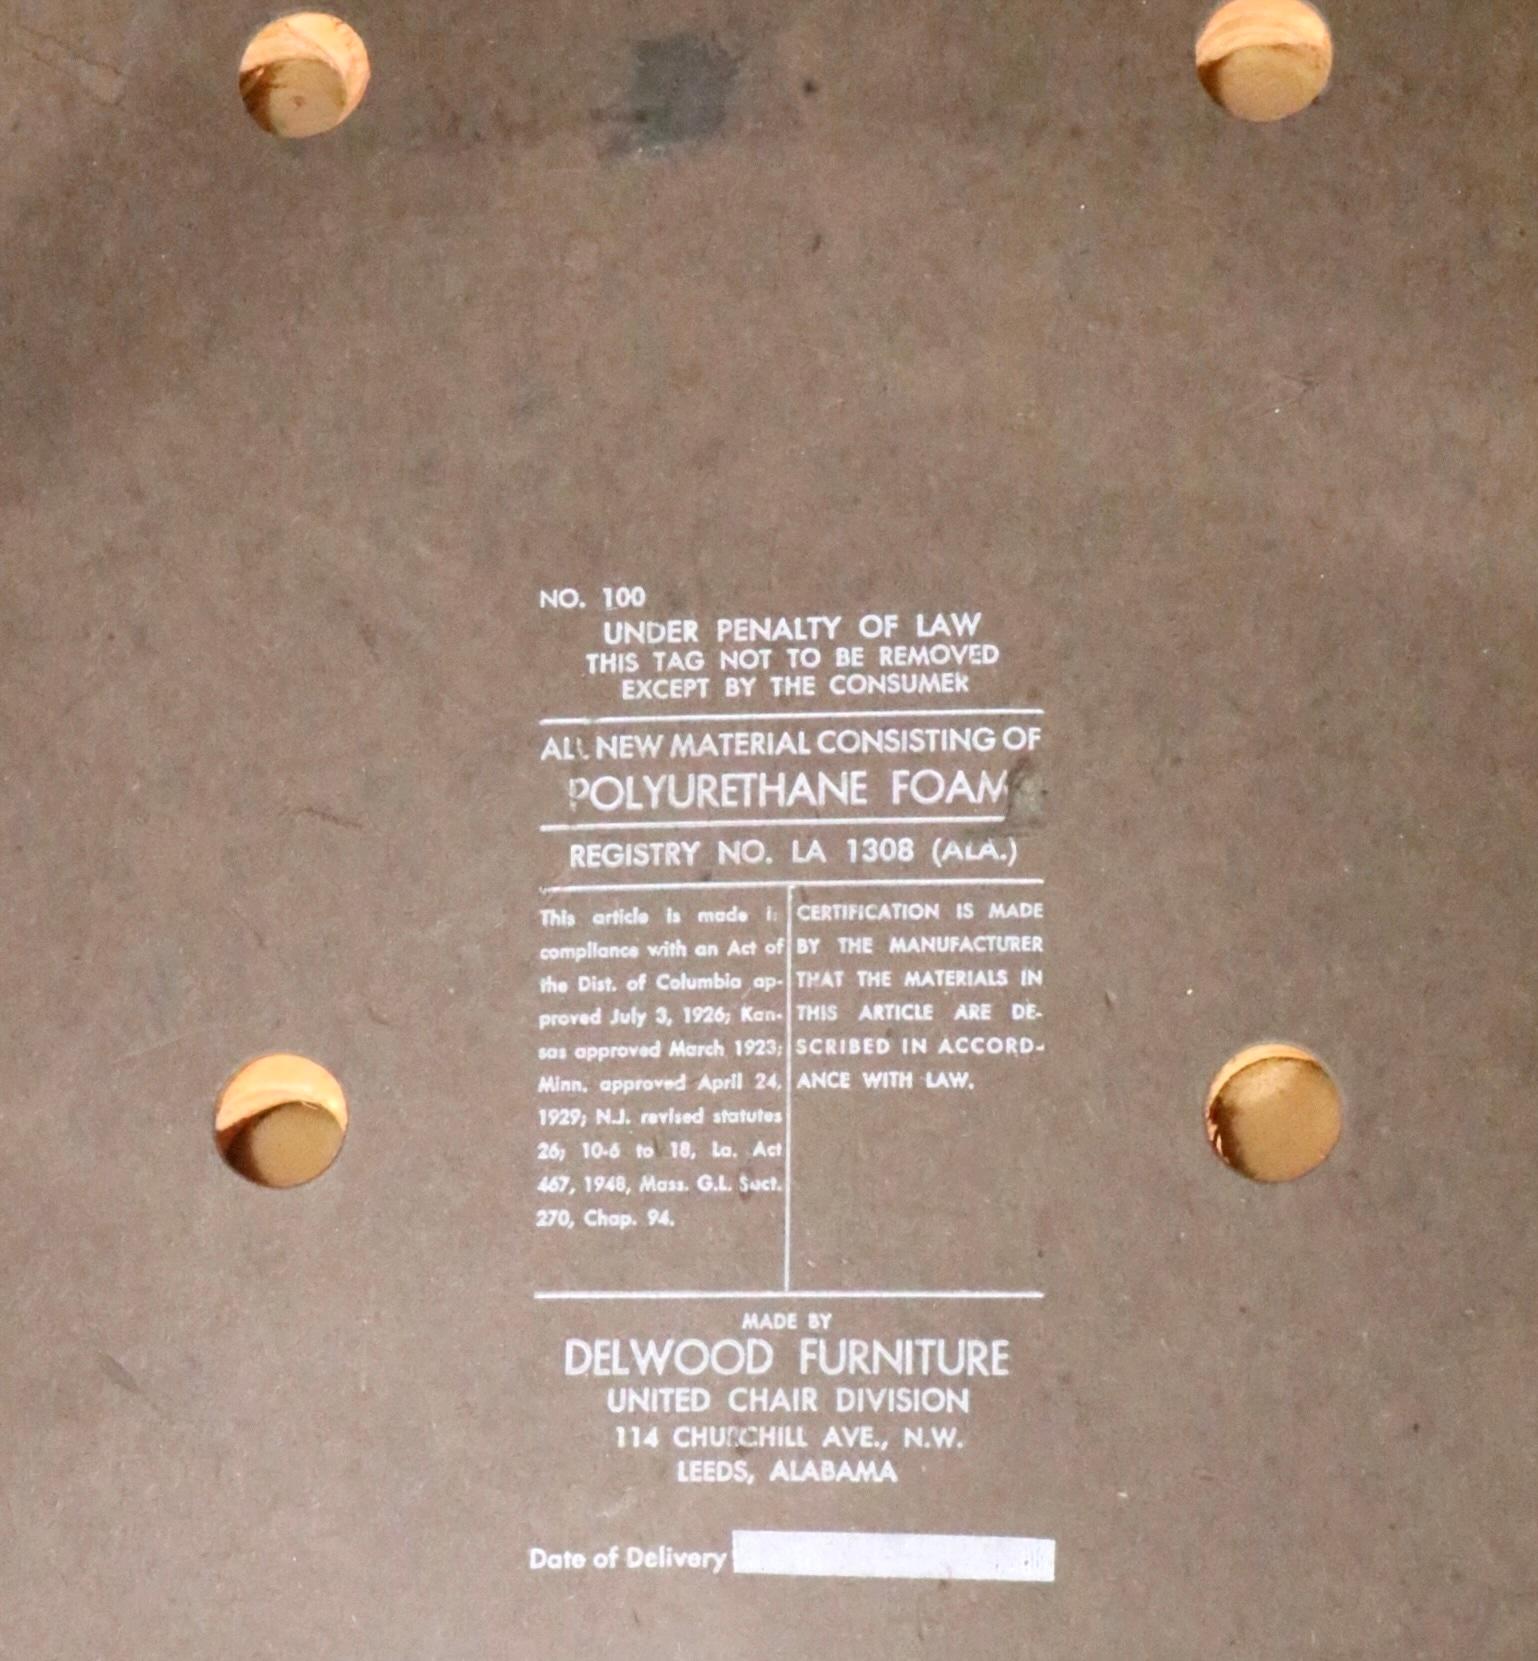 NO. 100
UNDER PENALTY OF LAW
THIS TAG NOT TO BE REMOVED
EXCEPT BY THE CONSUMER
ALL NEW MATERIAL CONSISTING OF
POLYURETHANE FOAM
REGISTRY NO. LA 1308 (ALA.)
This article is made i
compliance with an Act of
the Dist. of Columbia ap-
proved July 3, 1926; Kan-
sas approved March 1923;
Minn. approved April 24,
1929; N.J. revised statutes
26; 10-6 to 18, La. Act
467, 1948, Mass. G.L. Sect.
270, Chap. 94.
CERTIFICATION IS MADE
BY THE MANUFACTURER
THAT THE MATERIALS IN
THIS ARTICLE ARE DE-
SCRIBED IN ACCORD-
ANCE WITH LAW.
MADE BY
DELWOOD FURNITURE
UNITED CHAIR DIVISION
114 CHURCHILL AVE., N.W.
LEEDS, ALABAMA
Date of Delivery